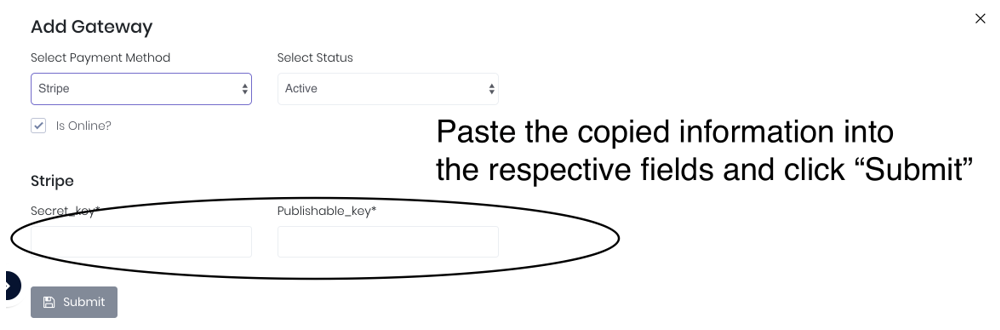 Add Gateway
Select Payment Method
Select Status
Stripe
Active
Is Online?
Paste the copied information into
the respective fields and click “Submit”
Stripe
Secret_key*
Publishable_key*
Submit